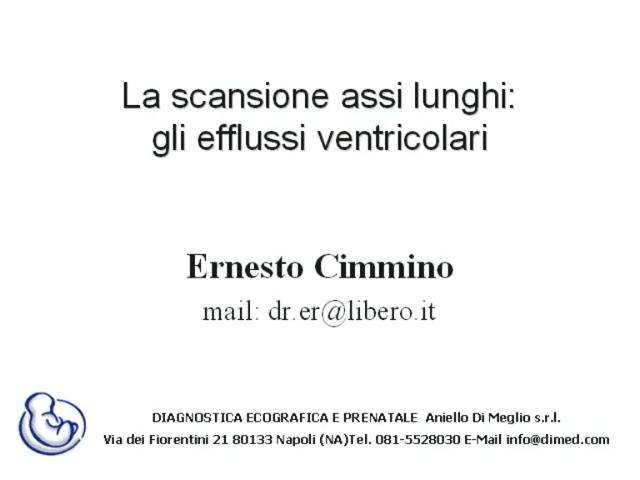 La scansione assi lunghi:
gli efflussi ventricolari
Ernesto Cimmino
mail: dr.er@libero.it
DIAGNOSTICA ECOGRAFICA E PRENATALE Aniello Di Meglio s.r.l.
Via dei Fiorentini 21 80133 Napoli (NA)Tel. 081-5528030 E-Mail info@dimed.com